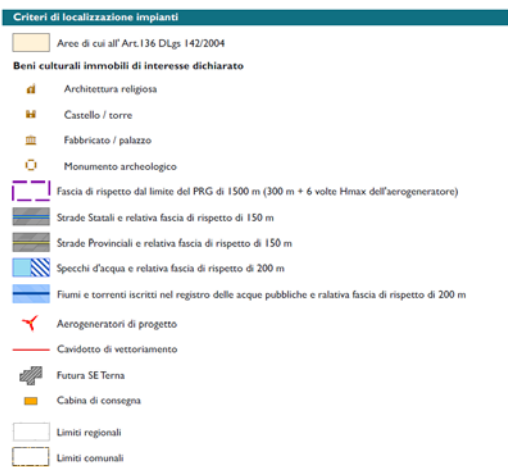 Criteri di localizzazione impianti
Aree di cui all' Art.136 DLgs 142/2004
Beni culturali immobili di interesse dichiarato
Architettura religiosa
Castello / torre
Fabbricato / palazzo
Monumento archeologico
Fascia di rispetto dal limite del PRG di 1500 m (300 m + 6 volte Hmax dell'aerogeneratore)
Strade Statali e relativa fascia di rispetto di 150 m
Strade Provinciali e relativa fascia di rispetto di 150 m
Specchi d'acqua e relativa fascia di rispetto di 200 m
Fiumi e torrenti iscritti nel registro delle acque pubbliche e ralativa fascia di rispetto di 200 m
Aerogeneratori di progetto
Cavidotto di vettoriamento
Futura SE Terna
Cabina di consegna
Limiti regionali
Limiti comunali